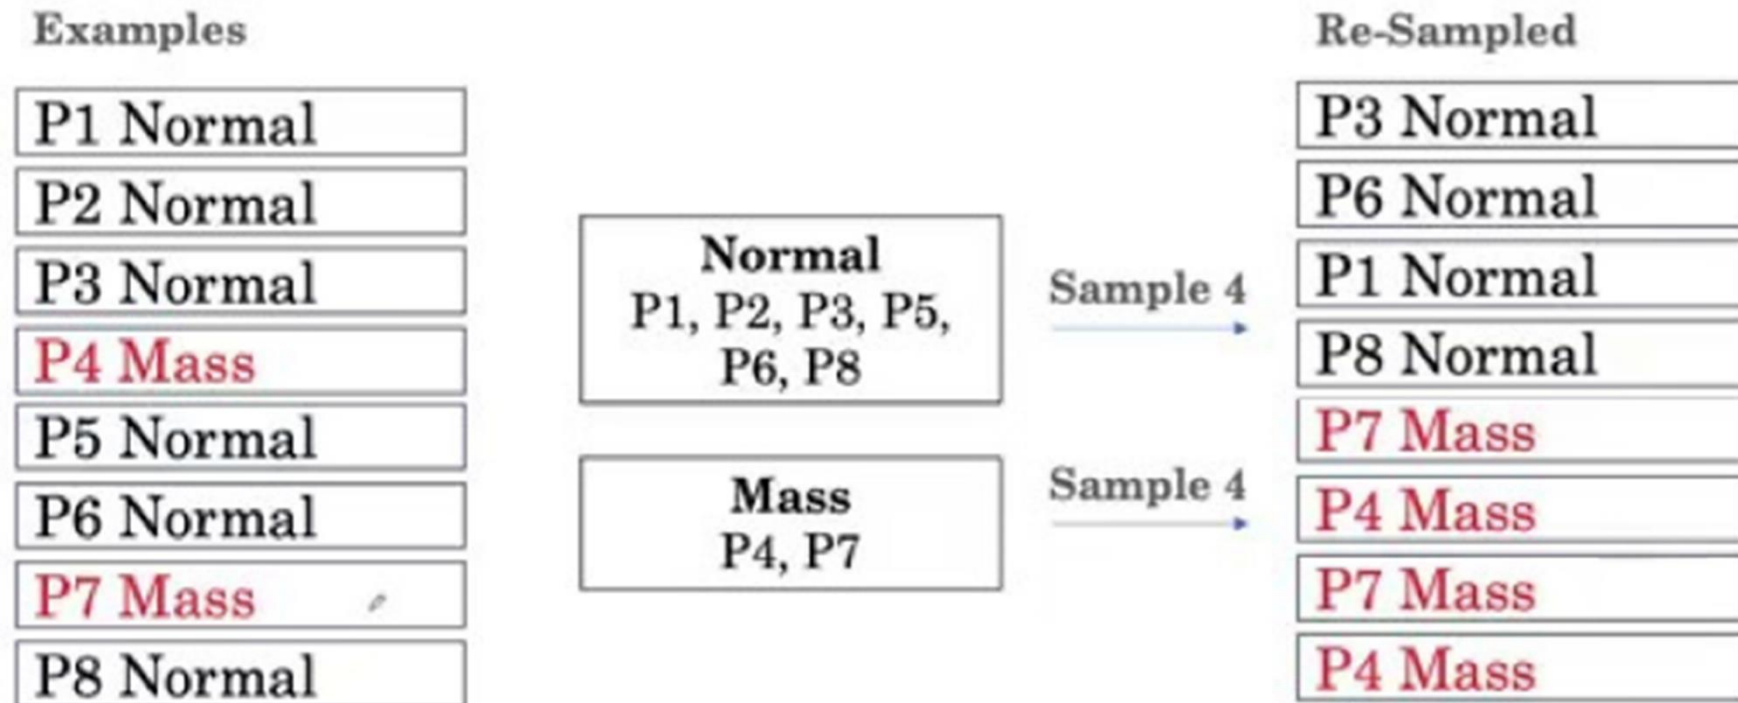 Examples
P1 Normal
P2 Normal
P3 Normal
P4 Mass
P5 Normal
P6 Normal
P7 Mass
P8 Normal
Normal
P1, P2, P3, P5,
P6, P8
Mass
P4, P7
Sample 4
Sample 4
Re-Sampled
P3 Normal
P6 Normal
P1 Normal
P8 Normal
P7 Mass
P4 Mass
P7 Mass
P4 Mass